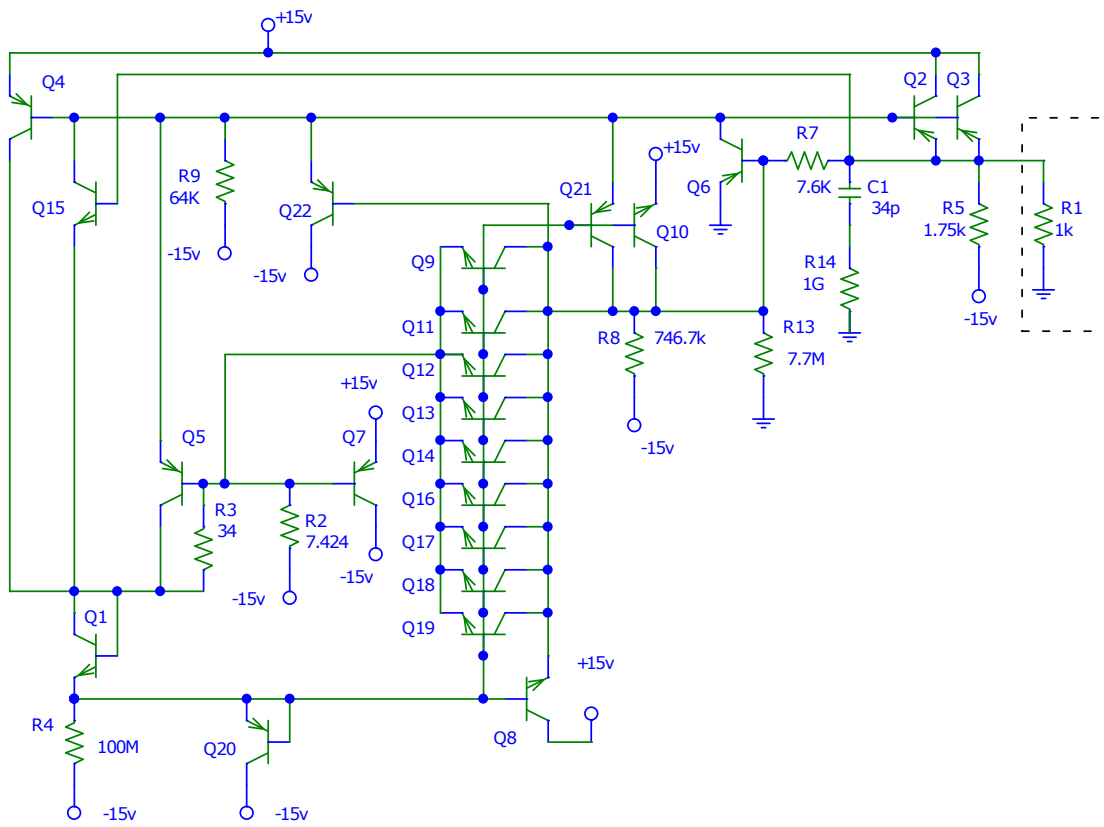 +15v
Q4
Q2
Q3
R7
+15v
R9
64K
Q15
Q22
Q21
Q6
7.6K
C1
34p
R5
1.75k
R1
1k
Q10
-15v
-15v
Q9
R14
1G
-15v
Q11
R8
746.7k
R13
7.7M
Q12
+15v
Q13
-15v
Q5
Q7
Q14
R3
34
R2
7.424
Q16
Q17
-15v
-15v
Q18
Q1
Q19
+15v
R4
100M
Q20
Q8
-15v
-15v